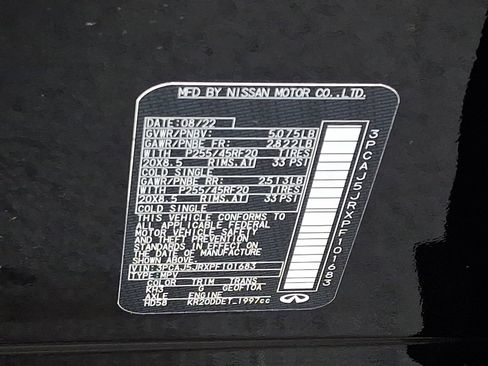 MFD BY NISSAN MOTOR CO.,LTD.
DATE:08/22
GVWR/PNBV: 5075LB
GAWR/PNBE FR: 2822LB
WITH P255/45RF20 TIRES
20X8.5 RIMS,AT 33 PSI
COLD SINGLE
GAWR/PNBE RR: 2513LB
WITH P255/45RF20 TIRES
20X8.5 RIMS,AT 33 PSI
COLD SINGLE
THIS VEHICLE CONFORMS TO
ALL APPLICABLE FEDERAL
MOTOR VEHICLE SAFETY
AND THEFT PREVENTION
STANDARDS IN EFFECT ON
THE DATE OF MANUFACTURE
SHOWN ABOVE.
VIN:3PCAJ5JRXPF101683
TYPE:MPV
COLOR TRIM TRANS
KH3 G GEOF10A
AXLE ENGINE
HD58 KR20DDET 1997cc
3PCAJ5JRXPF101683